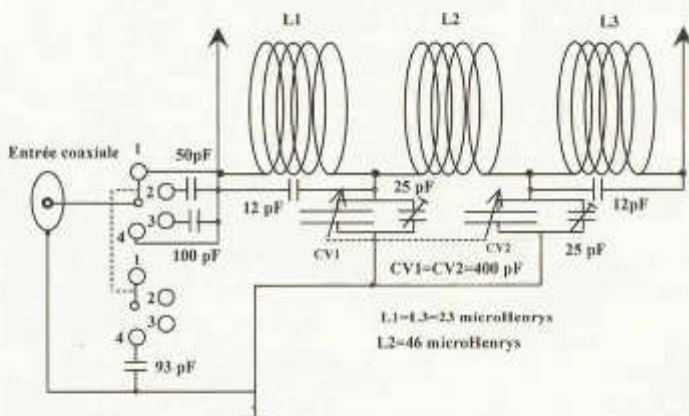 L1
L2
L3
Entrée coaxiale
1
50pF
2
3
4
100 pF
12 pF
25 pF
12pF
CV1
CV2
25 pF
CV1=CV2=400 pF
1
2
3
4
93 pF
L1=L3=23 microHenrys
L2=46 microHenrys